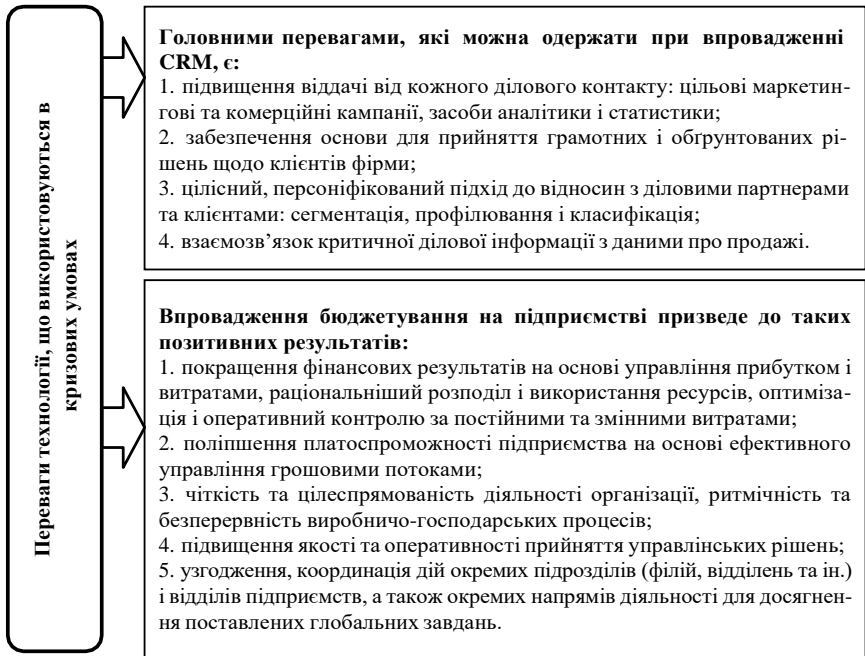 Переваги технології, що використовуються в
кризових умовах
Головними перевагами, які можна одержати при впровадженні
CRM, є:
1. підвищення віддачі від кожного ділового контакту: цільові маркетин-
гові та комерційні кампанії, засоби аналітики і статистики;
2. забезпечення основи для прийняття грамотних і обґрунтованих рі-
шень щодо клієнтів фірми;
3. цілісний, персоніфікований підхід до відносин з діловими партнерами
та клієнтами: сегментація, профілювання і класифікація;
4. взаємозв’язок критичної ділової інформації з даними про продажі.
Впровадження бюджетування на підприємстві призведе до таких
позитивних результатів:
1. покращення фінансових результатів на основі управління прибутком і
витратами, раціональніший розподіл і використання ресурсів, оптиміза-
ція і оперативний контролю за постійними та змінними витратами;
2. поліпшення платоспроможності підприємства на основі ефективного
управління грошовими потоками;
3. чіткість та цілеспрямованість діяльності організації, ритмічність та
безперервність виробничо-господарських процесів;
4. підвищення якості та оперативності прийняття управлінських рішень;
5. узгодження, координація дій окремих підрозділів (філій, відділень та ін.)
і відділів підприємств, а також окремих напрямів діяльності для досягнен-
ня поставлених глобальних завдань.